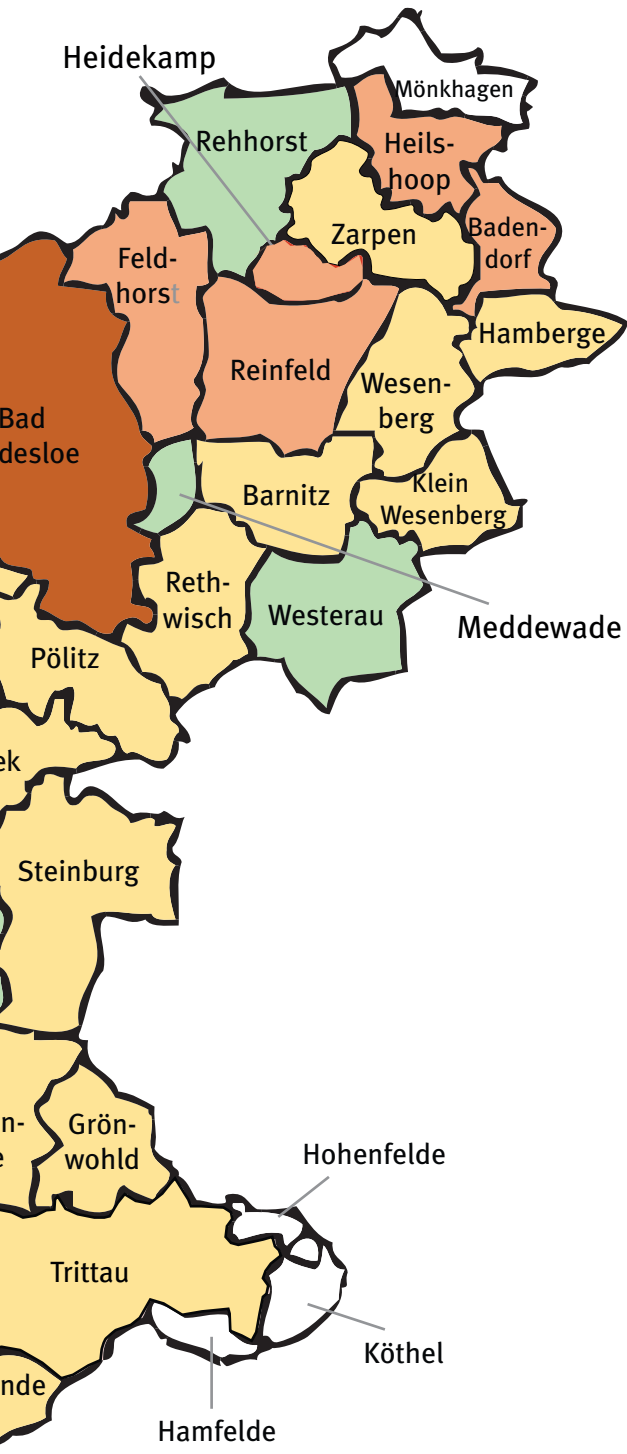 Heidekamp
Mönkhagen
Rehhorst
Heils-
hoop
Zarpen
Baden-
dorf
Feld-
horst
Hamberge
Reinfeld
Wesen-
berg
Bad
desloe
Barnitz
Klein
Wesenberg
Reth-
wisch
Westerau
Meddewade
Pölitz
ek
Steinburg
n-
e
Grön-
wohld
Hohenfelde
Trittau
Köthel
nde
Hamfelde